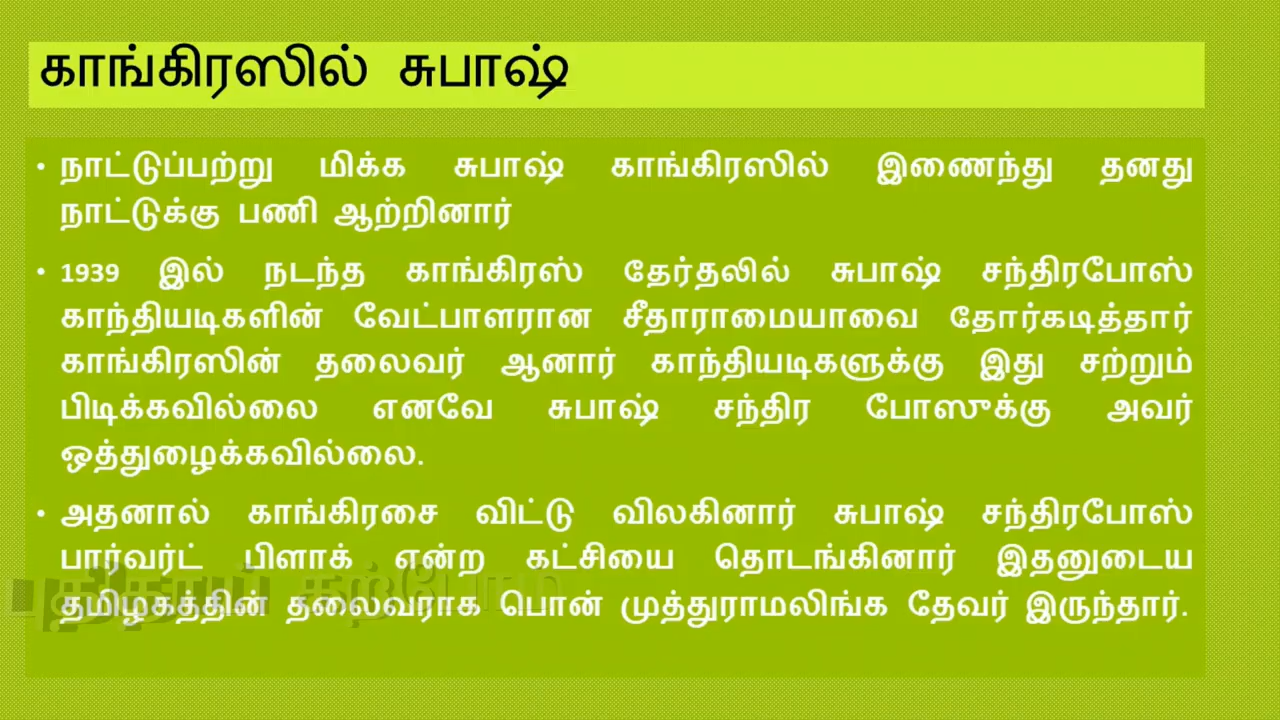 காங்கிரஸில் சுபாஷ்
• நாட்டுப்பற்று மிக்க சுபாஷ் காங்கிரஸில் இணைந்து தனது
நாட்டுக்கு பணி ஆற்றினார்
• 1939 இல் நடந்த காங்கிரஸ் தேர்தலில் சுபாஷ் சந்திரபோஸ்
காந்தியடிகளின் வேட்பாளரான சீதாராமையாவை தோர்கடித்தார்
காங்கிரஸின் தலைவர் ஆனார் காந்தியடிகளுக்கு இது சற்றும்
பிடிக்கவில்லை எனவே சுபாஷ் சந்திர போஸுக்கு அவர்
ஒத்துழைக்கவில்லை.
• அதனால் காங்கிரசை விட்டு விலகினார் சுபாஷ் சந்திரபோஸ்
பார்வர்ட் பிளாக் என்ற கட்சியை தொடங்கினார் இதனுடைய
தமிழகத்தின் தலைவராக பொன் முத்துராமலிங்க தேவர் இருந்தார்.